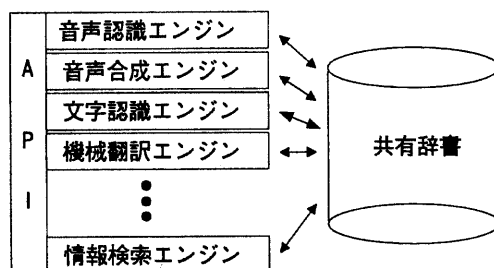 API
音声認識エンジン
音声合成エンジン
文字認識エンジン
機械翻訳エンジン
情報検索エンジン
共有辞書